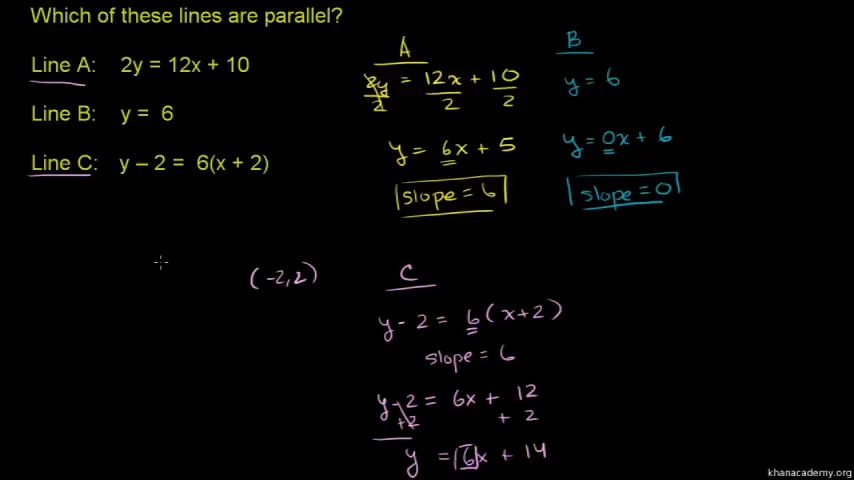 Which of these lines are parallel?
Line A: 2y = 12x + 10
Line B: y = 6
Line C: y – 2 = 6(x + 2)
A
2y/2 = 12x/2 + 10/2
y = 6x + 5
slope = 6
B
y = 6
y = 0x + 6
slope = 0
(-2,2)
C
y - 2 = 6(x+2)
slope = 6
y - 2 = 6x + 12
+2 + 2
y = 6x + 14
khanacademy.org